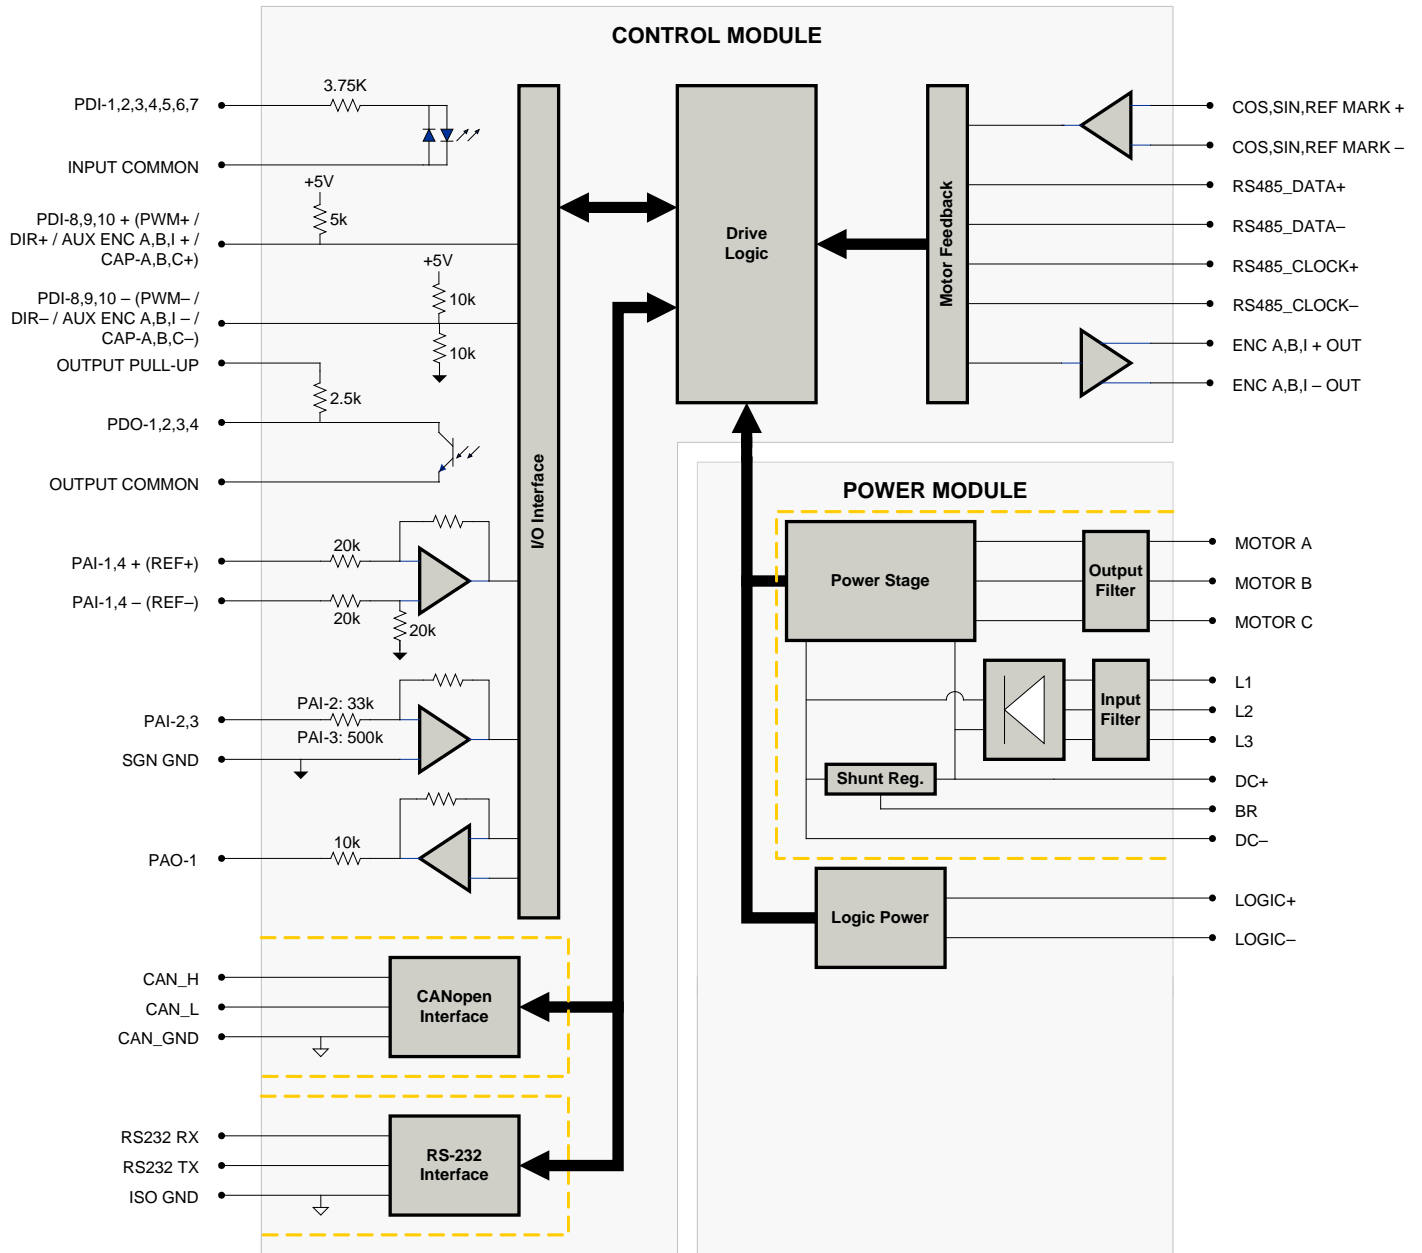 CONTROL MODULE
PDI-1,2,3,4,5,6,7
3.75K
INPUT COMMON
+5V
5k
PDI-8,9,10 + (PWM+ /
DIR+ / AUX ENC A,B,I + /
CAP-A,B,C+)
+5V
10k
PDI-8,9,10 – (PWM– /
DIR– / AUX ENC A,B,I – /
CAP-A,B,C–)
10k
OUTPUT PULL-UP
2.5k
PDO-1,2,3,4
OUTPUT COMMON
PAI-1,4 + (REF+)
20k
PAI-1,4 – (REF–)
20k
20k
PAI-2,3
PAI-2: 33k
PAI-3: 500k
SGN GND
PAO-1
10k
I/O Interface
CAN_H
CAN_L
CAN_GND
CANopen
Interface
RS232 RX
RS232 TX
ISO GND
RS-232
Interface
Drive
Logic
Motor Feedback
COS,SIN,REF MARK +
COS,SIN,REF MARK –
RS485_DATA+
RS485_DATA–
RS485_CLOCK+
RS485_CLOCK–
ENC A,B,I + OUT
ENC A,B,I – OUT
POWER MODULE
Power Stage
Output
Filter
MOTOR A
MOTOR B
MOTOR C
Input
Filter
L1
L2
L3
Shunt Reg.
DC+
BR
DC–
Logic Power
LOGIC+
LOGIC–